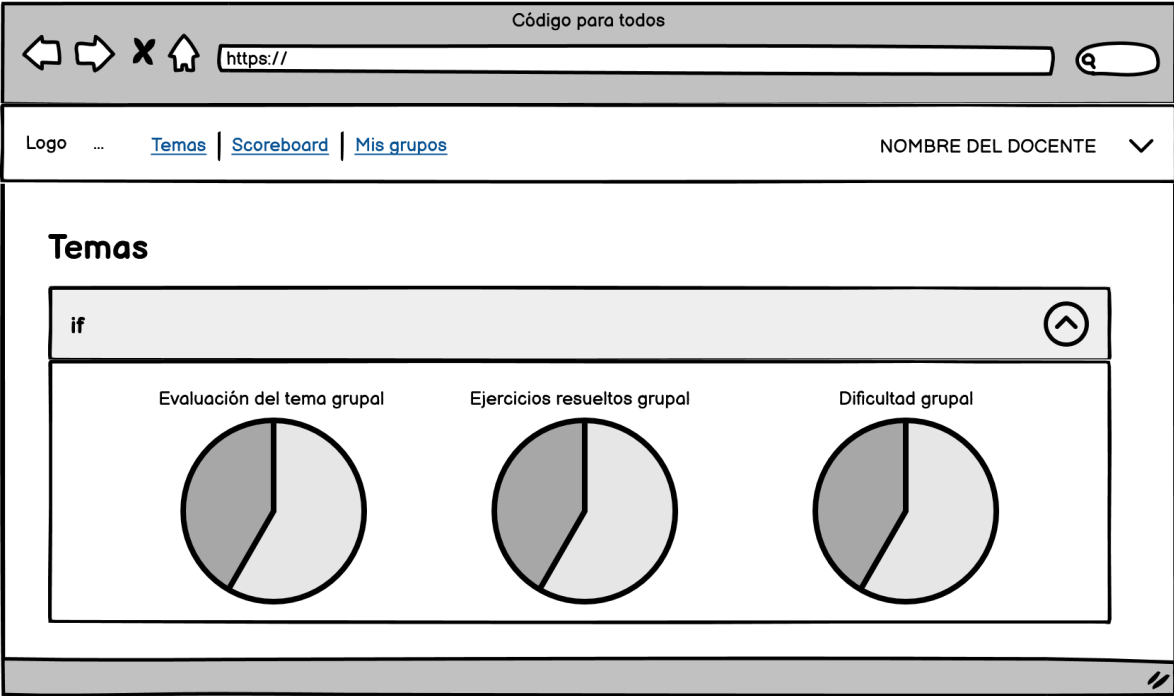 Código para todos
https://
Logo ... Temas Scoreboard Mis grupos NOMBRE DEL DOCENTE
Temas
if
Evaluación del tema grupal Ejercicios resueltos grupal Dificultad grupal